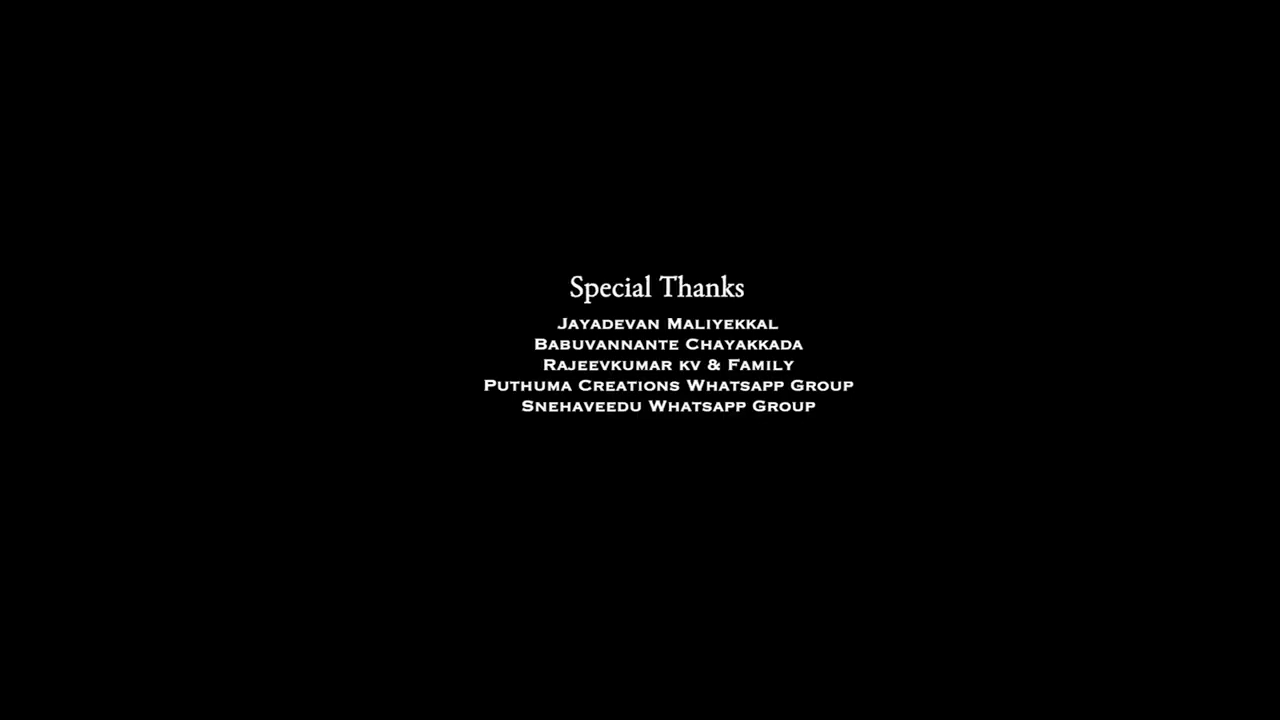 Special Thanks
Jayadevan Maliyekkal
Babuvannante Chayakkada
Rajeevkumar kv & Family
Puthuma Creations Whatsapp Group
Snehaveedu Whatsapp Group